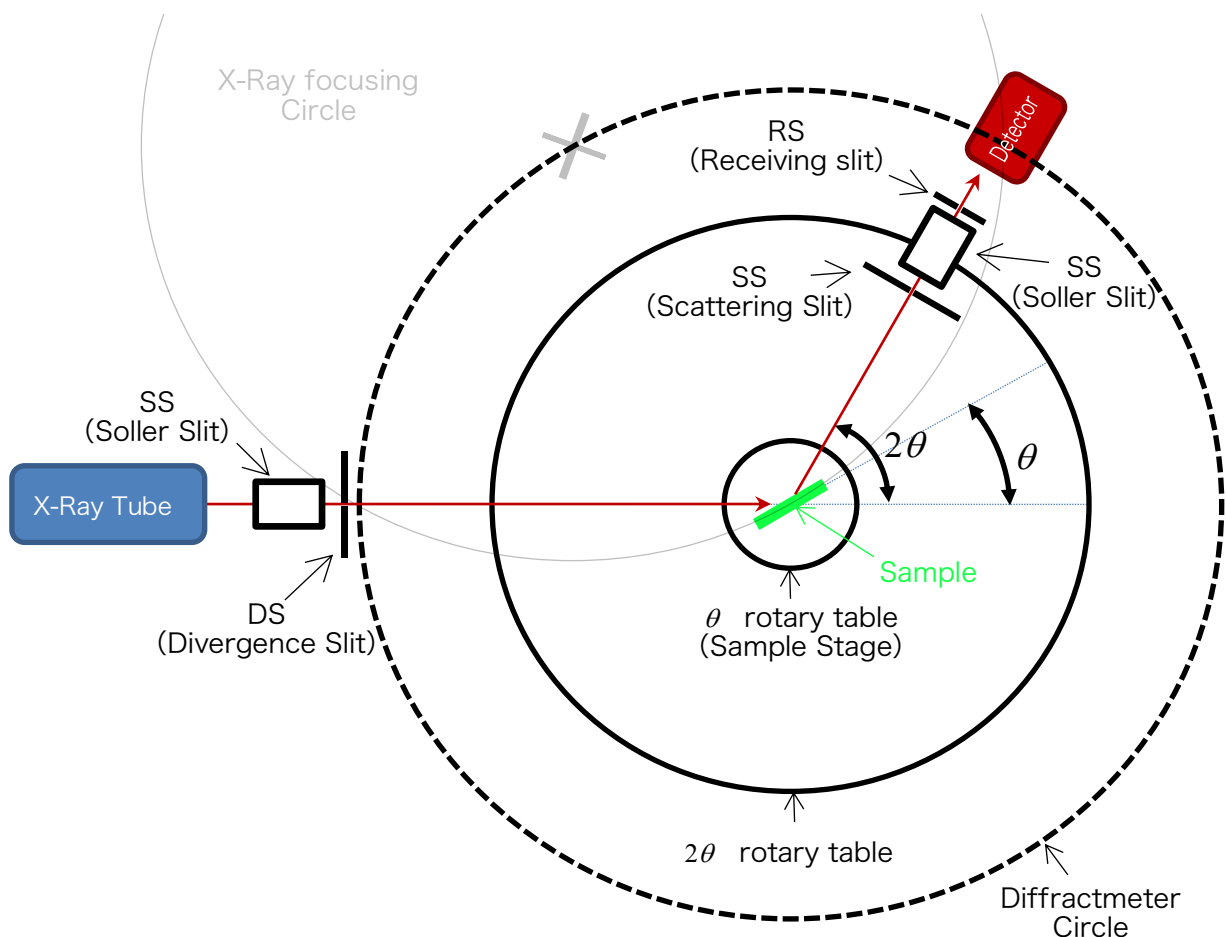 X-Ray focusing
Circle
Detector
RS
(Receiving slit)
SS
(Scattering Slit)
SS
(Soller Slit)
SS
(Soller Slit)
2θ
θ
X-Ray Tube
Sample
DS
(Divergence Slit)
θ rotary table
(Sample Stage)
2θ rotary table
Diffractmeter
Circle